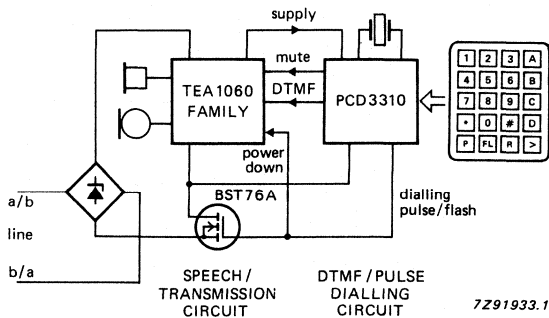 supply
mute
DTMF
TEA1060
FAMILY
PCD3310
1 2 3 A
4 5 6 B
7 8 9 C
* 0 # D
P FL R >
power
down
BST76A
dialling
pulse/flash
a/b
line
b/a
SPEECH/
TRANSMISSION
CIRCUIT
DTMF/PULSE
DIALLING
CIRCUIT
7Z91933.1